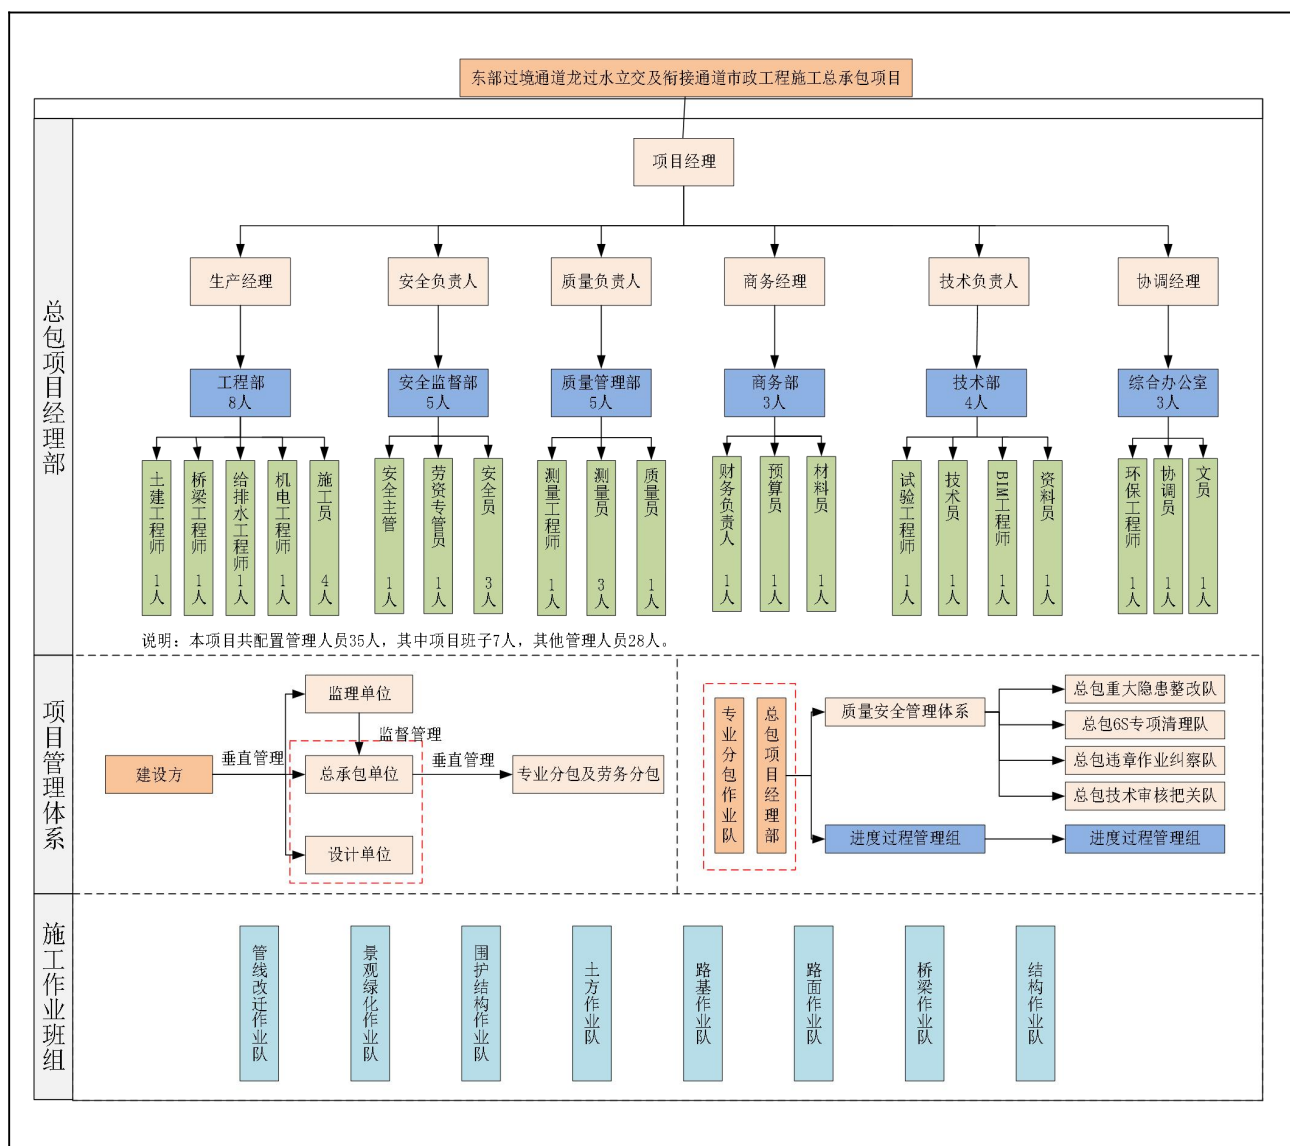 东部过境通道龙过水立交及衔接通道市政工程施工总承包项目
总包项目经理部
项目经理
生产经理
安全负责人
质量负责人
商务经理
技术负责人
协调经理
工程部
8人
安全监督部
5人
质量管理部
5人
商务部
3人
技术部
4人
综合办公室
3人
土建工程师 1人
桥梁工程师 1人
给排水工程师 1人
机电工程师 1人
施工员 4人
安全主管 1人
劳资专管员 1人
安全员 3人
测量工程师 1人
测量员 3人
质量员 1人
财务负责人 1人
预算员 1人
材料员 1人
试验工程师 1人
技术员 1人
BIM工程师 1人
资料员 1人
环保工程师 1人
协调员 1人
文员 1人
说明：本项目共配置管理人员35人，其中项目班子7人，其他管理人员28人。
项目管理体系
建设方
垂直管理
监理单位
监督管理
总承包单位
设计单位
垂直管理
专业分包及劳务分包
专业分包作业队
总包项目经理部
质量安全管理体系
进度过程管理组
总包重大隐患整改队
总包6S专项清理队
总包违章作业纠察队
总包技术审核把关队
进度过程管理组
施工作业班组
管线改迁作业队
景观绿化作业队
围护结构作业队
土方作业队
路基作业队
路面作业队
桥梁作业队
结构作业队